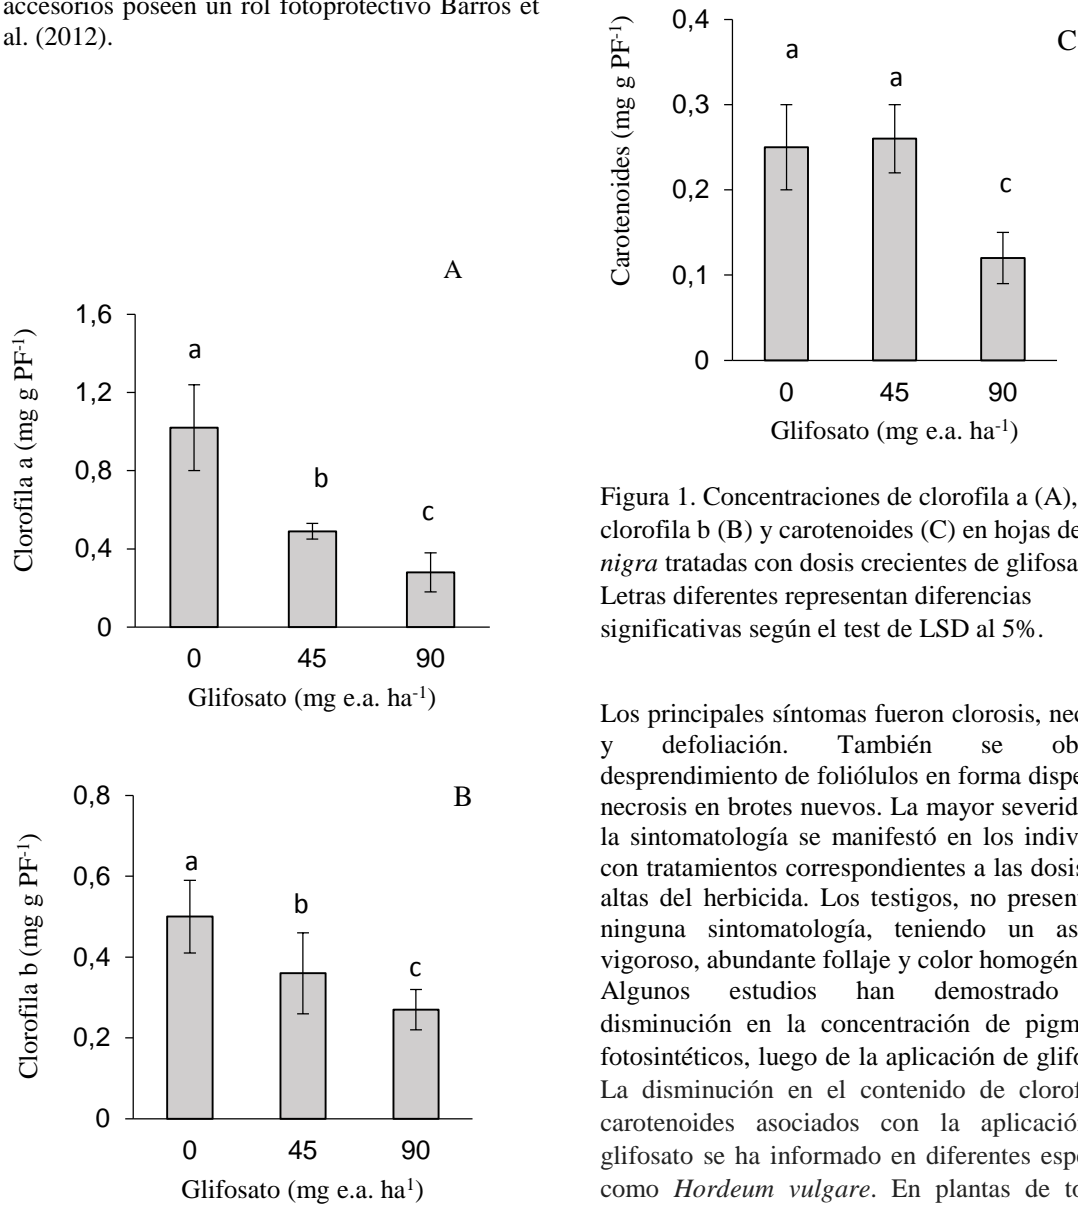 accesorios poseen un rol fotoprotectivo Barros et
al. (2012).
A
Clorofila a (mg g PF-1)
1,6
1,2
0,8
0,4
0
a
b
c
0 45 90
Glifosato (mg e.a. ha-1)
B
Clorofila b (mg g PF-1)
0,8
0,6
0,4
0,2
0
a
b
c
0 45 90
Glifosato (mg e.a. ha1)
C
Carotenoides (mg g PF-1)
0,4
0,3
0,2
0,1
0
a
a
c
0 45 90
Glifosato (mg e.a. ha-1)
Figura 1. Concentraciones de clorofila a (A),
clorofila b (B) y carotenoides (C) en hojas de
nigra tratadas con dosis crecientes de glifosa
Letras diferentes representan diferencias
significativas según el test de LSD al 5%.
Los principales síntomas fueron clorosis, nec
y defoliación. También se ob
desprendimiento de foliólulos en forma dispe
necrosis en brotes nuevos. La mayor severid
la sintomatología se manifestó en los indiv
con tratamientos correspondientes a las dosis
altas del herbicida. Los testigos, no present
ninguna sintomatología, teniendo un as
vigoroso, abundante follaje y color homogén
Algunos estudios han demostrado
disminución en la concentración de pigm
fotosintéticos, luego de la aplicación de glifo
La disminución en el contenido de clorof
carotenoides asociados con la aplicación
glifosato se ha informado en diferentes espe
como Hordeum vulgare. En plantas de to